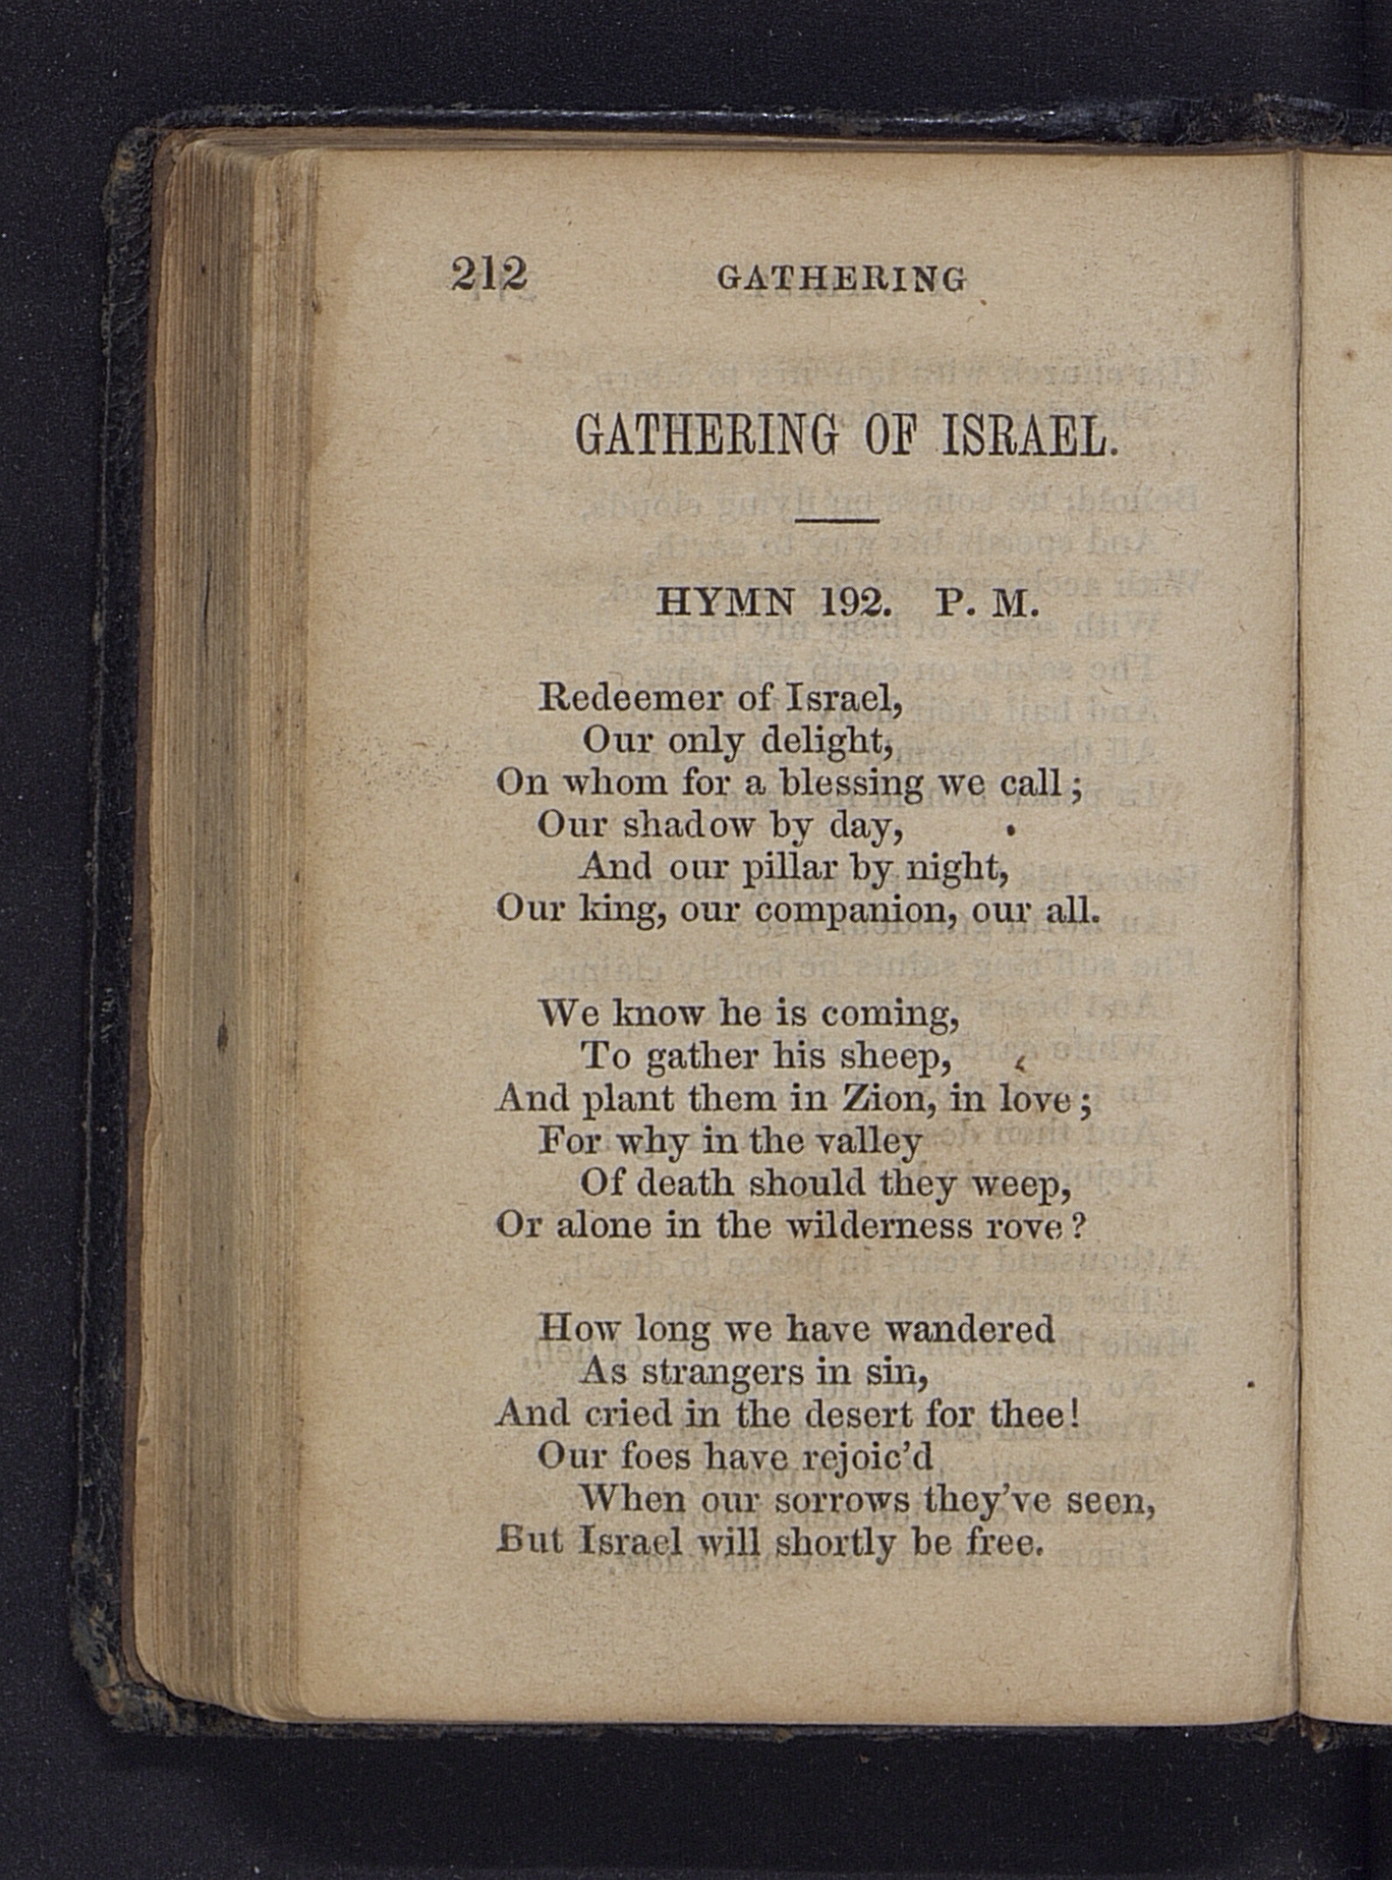 212 GATHERING
GATHERING OF ISRAEL.
HYMN 192. P. M.
Redeemer of Israel,
Our only delight,
On whom for a blessing we call;
Our shadow by day,
And our pillar by night,
Our king, our companion, our all.
We know he is coming,
To gather his sheep,
And plant them in Zion, in love;
For why in the valley
Of death should they weep,
Or alone in the wilderness rove?
How long we have wandered
As strangers in sin,
And cried in the desert for thee!
Our foes have rejoic'd
When our sorrows they've seen,
But Israel will shortly be free.